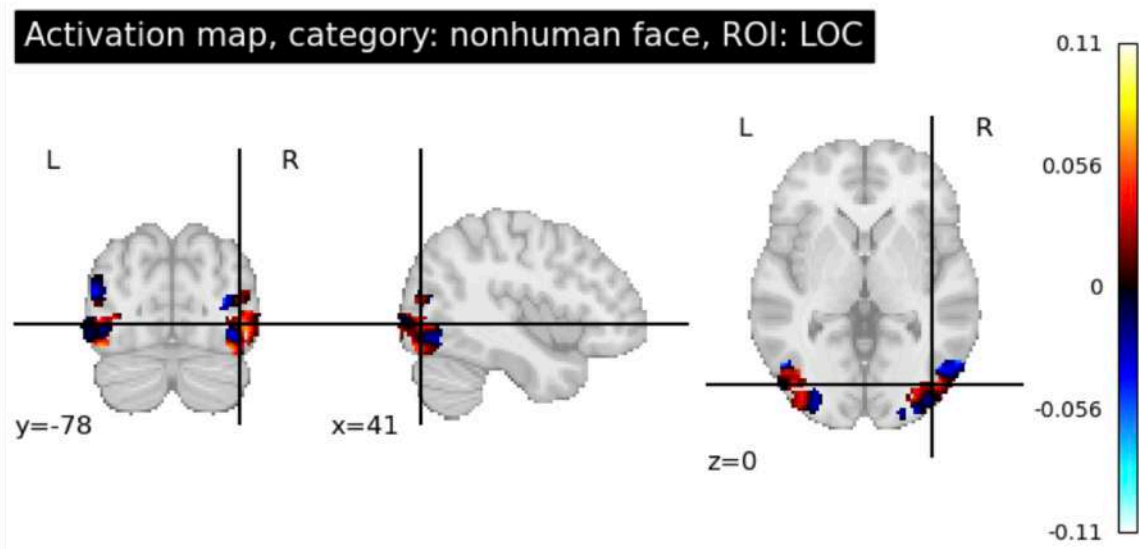 Activation map, category: nonhuman face, ROI: LOC
L
R
y=-78
x=41
L
R
z=0
0.11
0.056
0
-0.056
-0.11